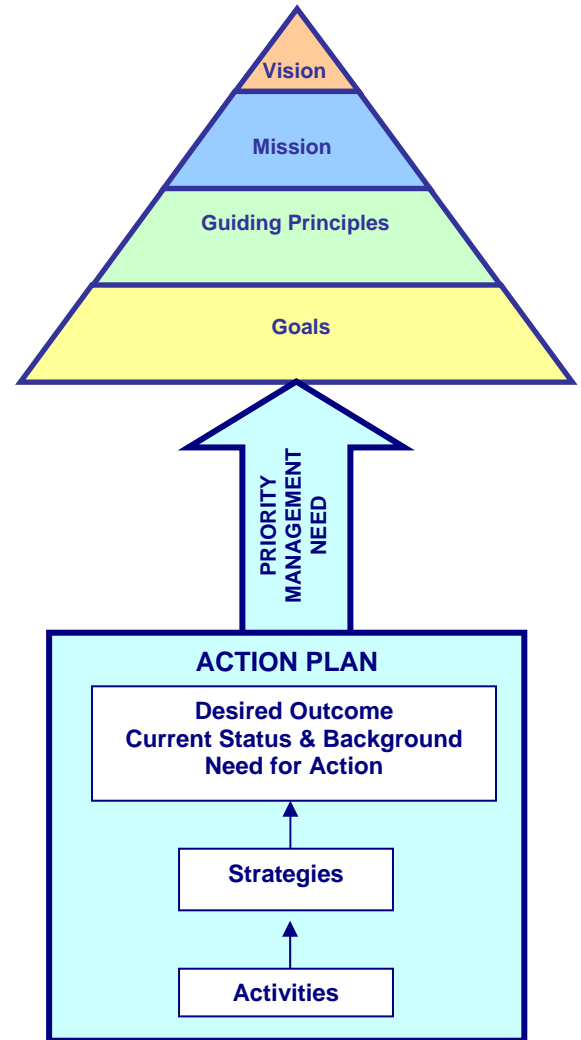 Vision
Mission
Guiding Principles
Goals
PRIORITY
MANAGEMENT
NEED
ACTION PLAN
Desired Outcome
Current Status & Background
Need for Action
Strategies
Activities